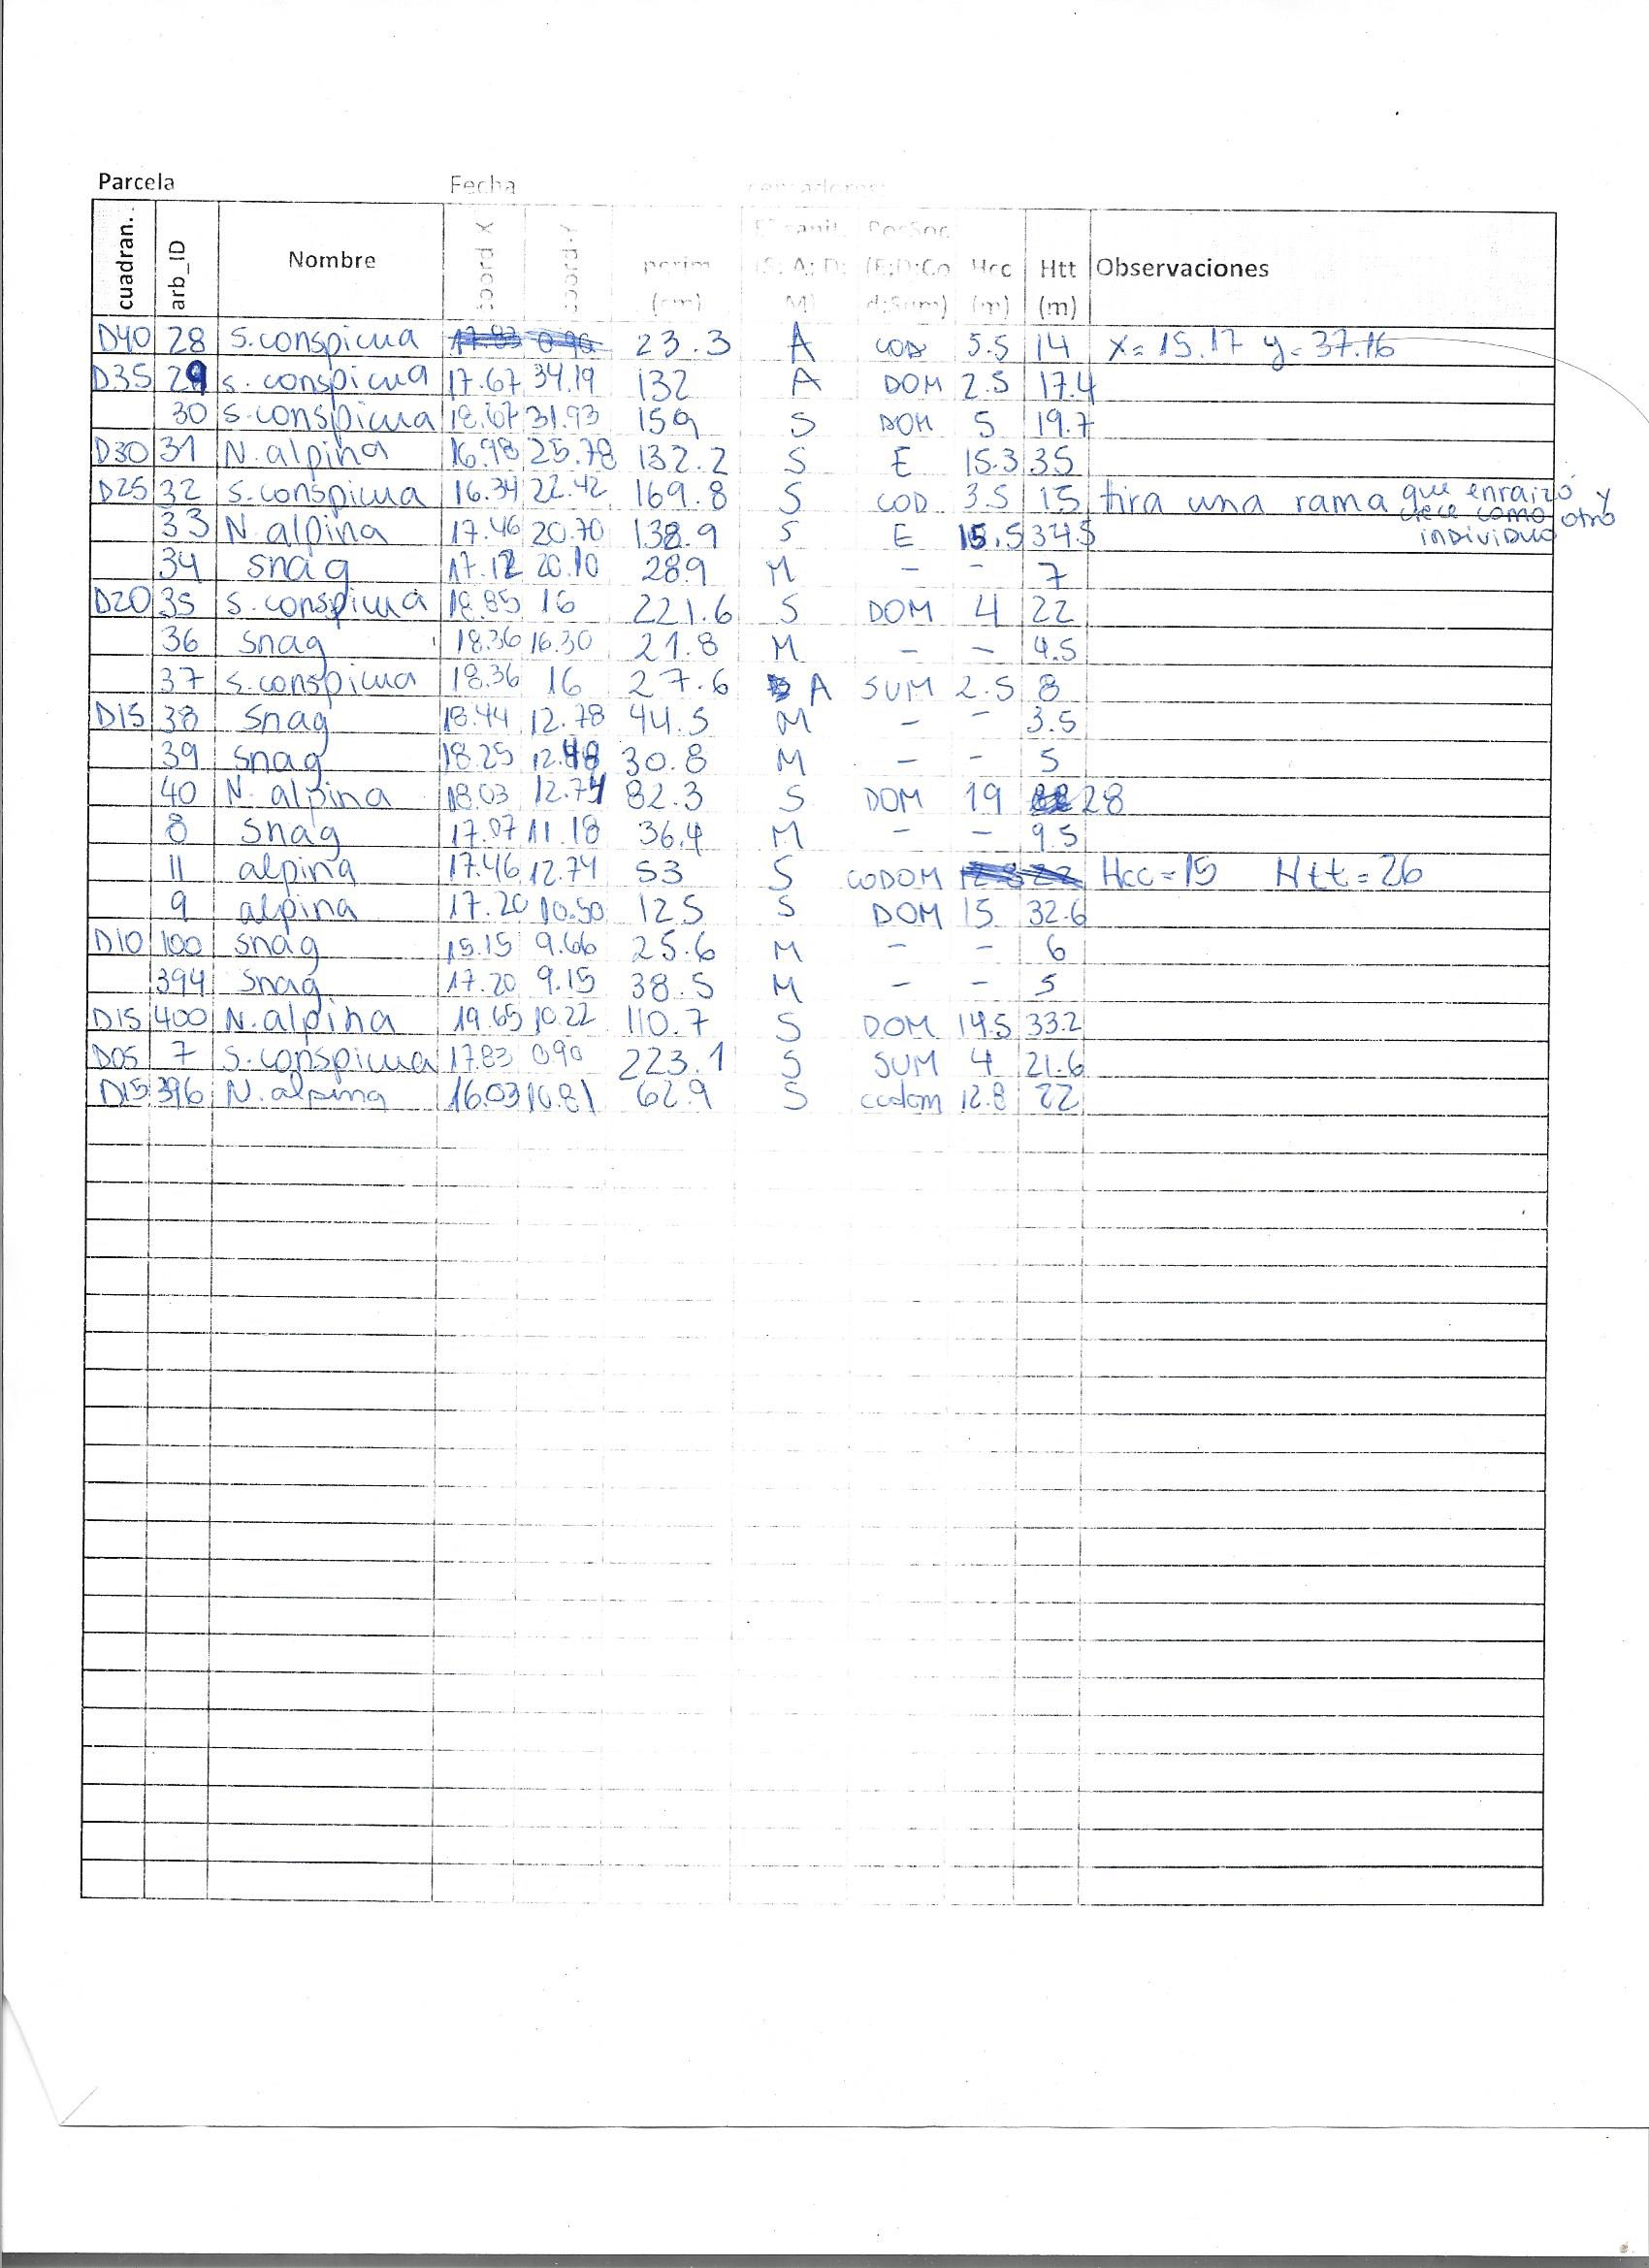 Parcela Fecha
cuadran. arb_ID Nombre coord X coord Y perim (cm) (S; A; D; M) PosSoc (E;D;Co d;Sum) Hcc (m) Htt (m) Observaciones
D40 28 S.conspicua 23.3 A COD 5.5 14 X= 15.17 y= 37.16
D35 29 S. conspicua 17.67 34.19 132 A DOM 2.5 17.4
30 S.conspicua 18.67 31.93 159 S DOM 5 19.7
D30 31 N.alpina 16.98 25.78 132.2 S E 15.3 35
D25 32 S.conspicua 16.34 22.42 169.8 S COD 3.5 15 tira una rama que enraizó y
crece como otro
individuo
33 N.alpina 17.46 20.70 138.9 S E 15.5 34.5
34 snag 17.12 20.10 289 M - - 7
D20 35 S. conspicua 18.85 16 221.6 S DOM 4 22
36 snag 18.36 16.30 21.8 M - - 4.5
37 S.conspicua 18.36 16 27.6 A SUM 2.5 8
D15 38 Snag 18.44 12.78 44.5 M - - 3.5
39 snag 18.25 12.48 30.8 M - - 5
40 N. alpina 18.03 12.74 82.3 S DOM 19 28
8 Snag 17.07 11.18 36.4 M - - 9.5
11 alpina 17.46 12.74 53 S CODOM Hcc=15 Htt=26
9 alpina 17.20 10.50 125 S DOM 15 32.6
D10 100 snag 15.15 9.66 25.6 M - - 6
394 Snag 17.20 9.15 38.5 M - - 5
D15 400 N.alpina 19.65 10.22 110.7 S DOM 14.5 33.2
D05 7 S.conspicua 17.83 0.90 223.1 S SUM 4 21.6
D15 396 N.alpina 16.03 10.81 62.9 S codom 12.8 22